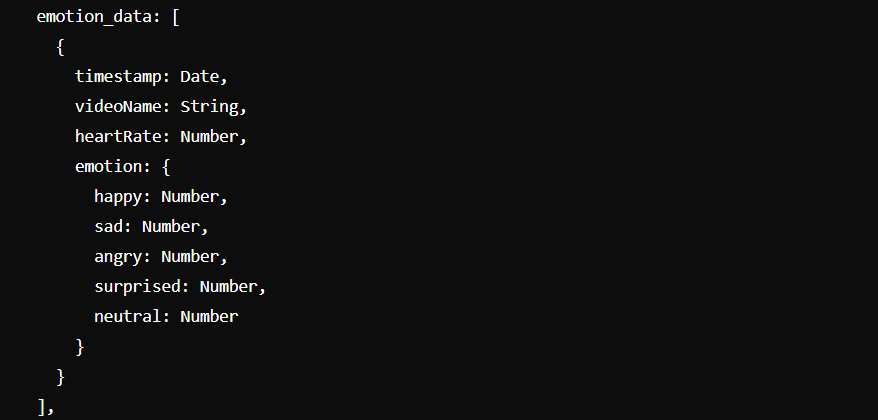 emotion_data: [
{
timestamp: Date,
videoName: String,
heartRate: Number,
emotion: {
happy: Number,
sad: Number,
angry: Number,
surprised: Number,
neutral: Number
}
}
],